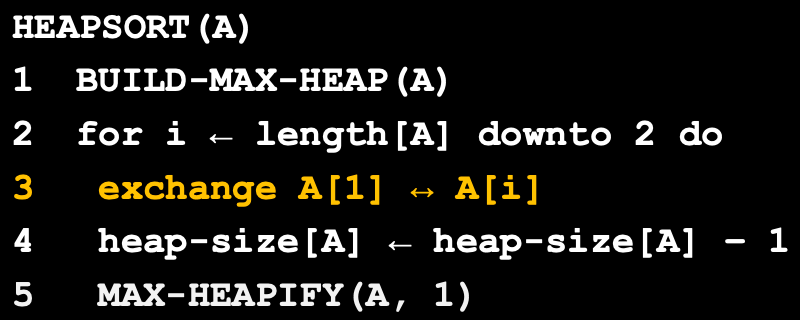 HEAPSORT(A)
1 BUILD-MAX-HEAP(A)
2 for i ← length[A] downto 2 do
3 exchange A[1] ↔ A[i]
4 heap-size[A] ← heap-size[A] – 1
5 MAX-HEAPIFY(A, 1)